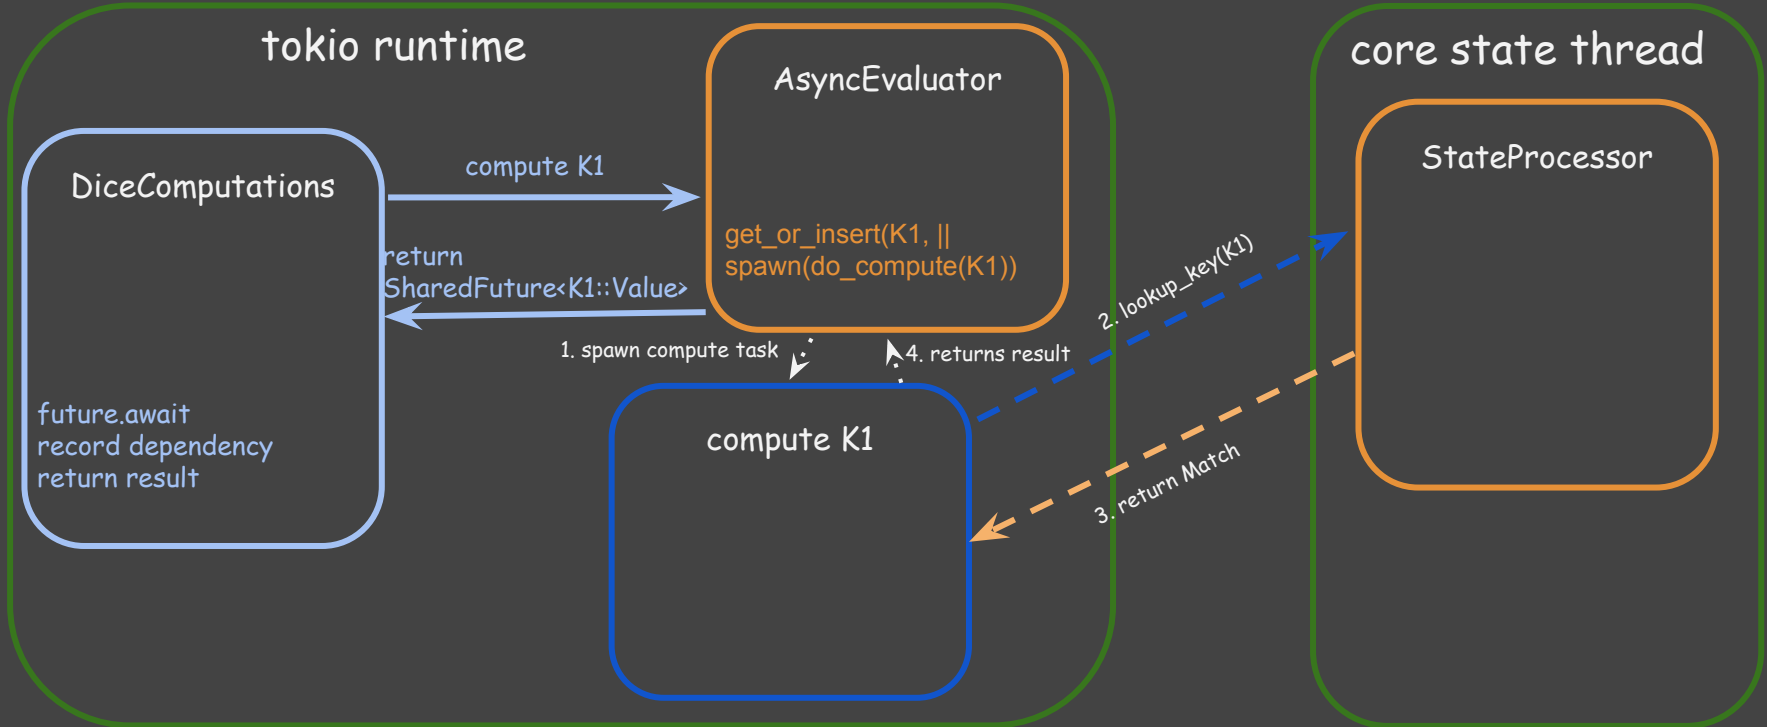 tokio runtime
core state thread
AsyncEvaluator
DiceComputations
StateProcessor
compute K1
return
SharedFuture<K1::Value>
get_or_insert(K1, ||
spawn(do_compute(K1))
future.await
record dependency
return result
1. spawn compute task
4. returns result
2. lookup_key(K1)
3. return Match
compute K1